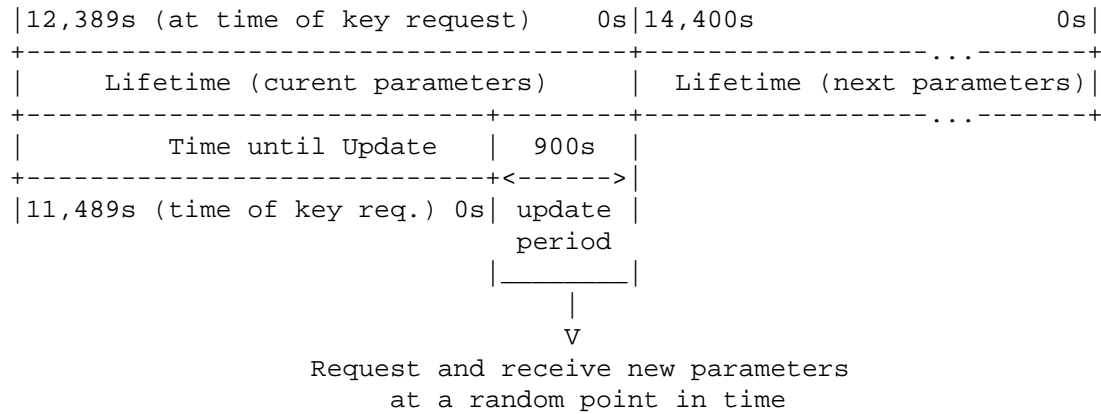 |12,389s (at time of key request)    0s|14,400s                   0s|
+--------------------------------------+------------------...-------+
|     Lifetime (curent parameters)     |  Lifetime (next parameters)|
+-----------------------------+--------+------------------...-------+
|         Time until Update   |  900s  |
+-----------------------------+<------>|
|11,489s (time of key req.) 0s| update |
period
|________|
|
V
Request and receive new parameters
at a random point in time